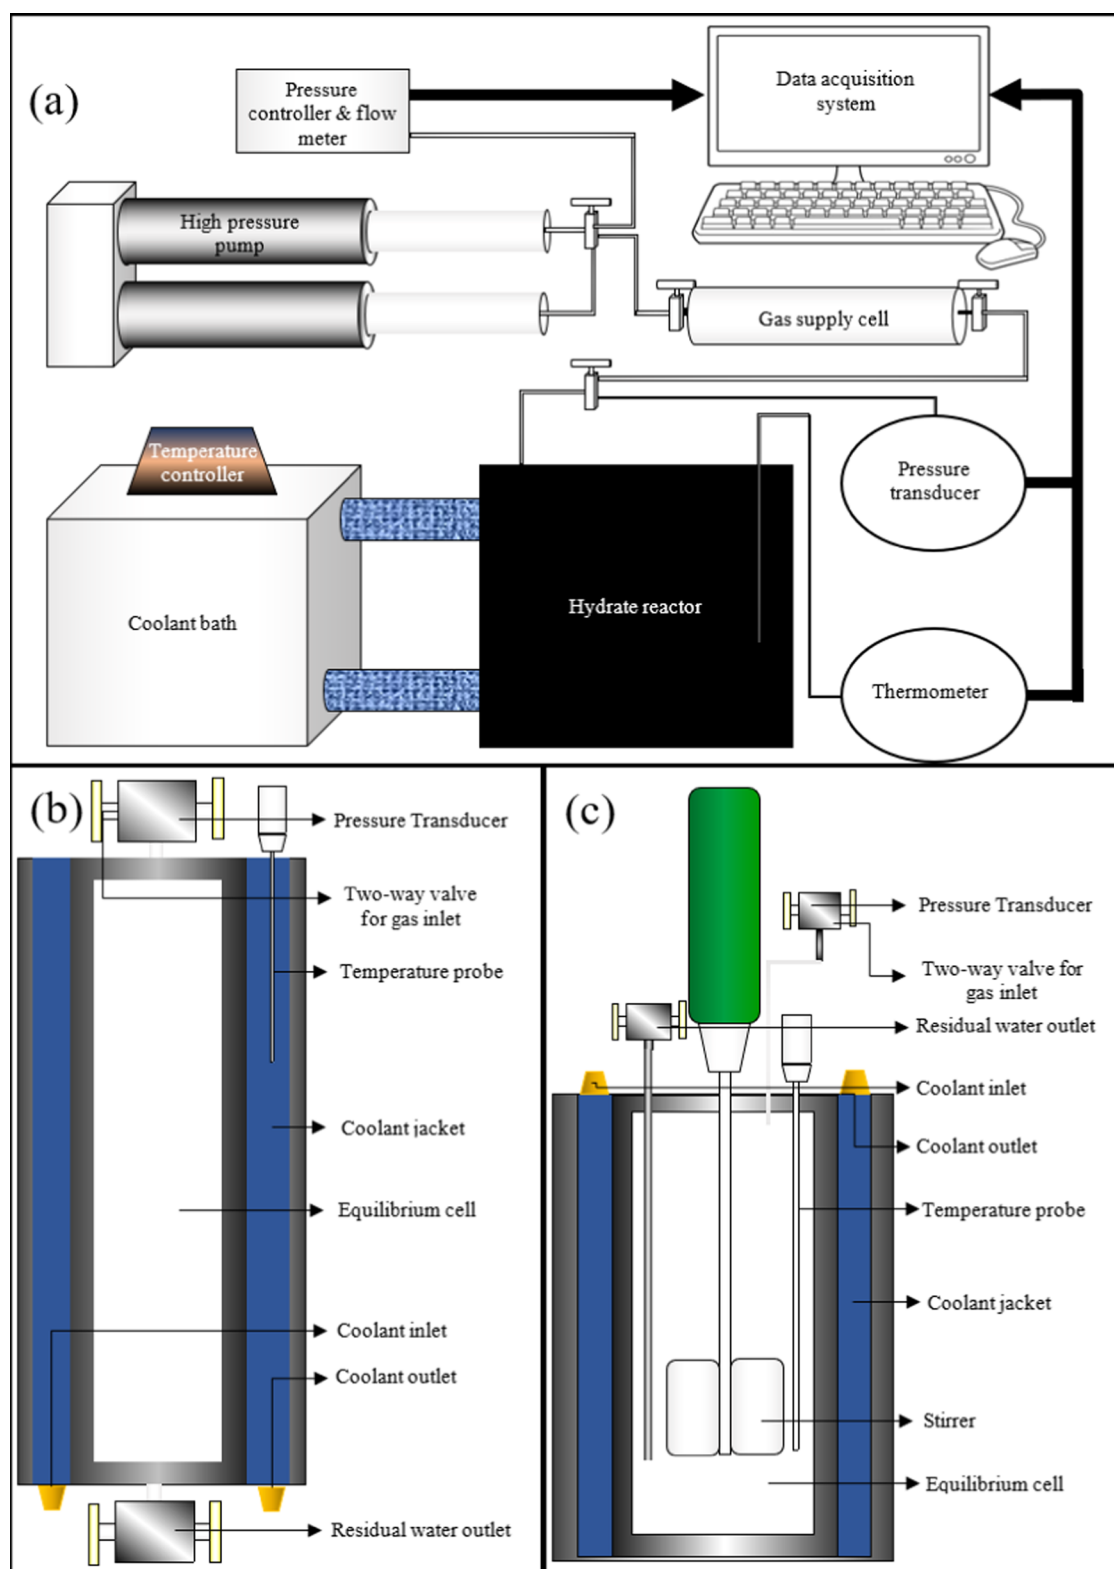 (a)
Pressure
controller & flow
meter
Data acquisition
system
High pressure
pump
Gas supply cell
Temperature
controller
Pressure
transducer
Coolant bath
Hydrate reactor
Thermometer
(b)
Pressure Transducer
Two-way valve
for gas inlet
Temperature probe
Coolant jacket
Equilibrium cell
Coolant inlet
Coolant outlet
Residual water outlet
(c)
Pressure Transducer
Two-way valve for
gas inlet
Residual water outlet
Coolant inlet
Coolant outlet
Temperature probe
Coolant jacket
Stirrer
Equilibrium cell